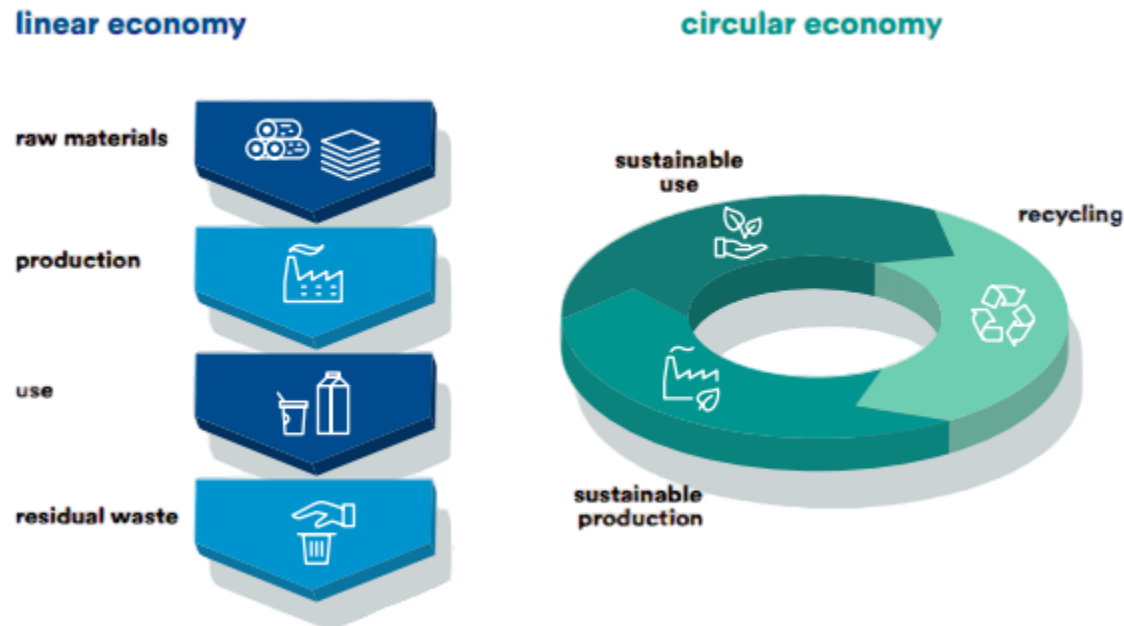 linear economy
raw materials
production
use
residual waste
circular economy
sustainable
use
recycling
sustainable
production